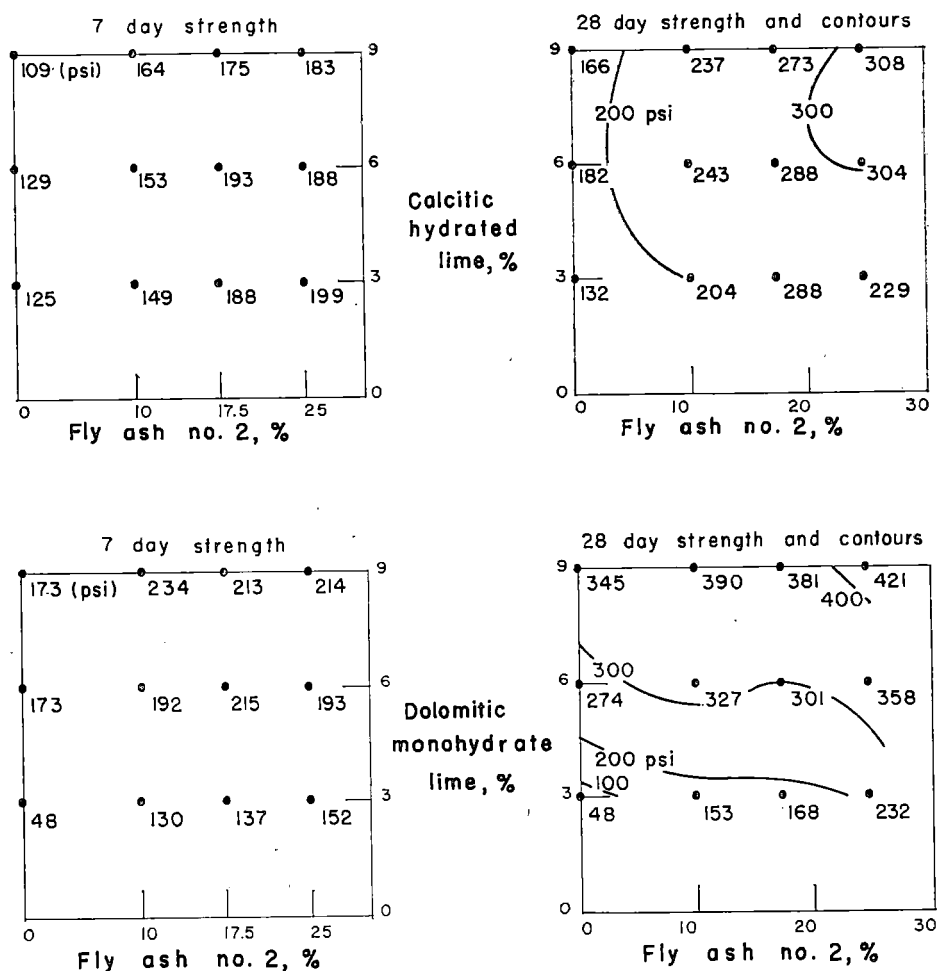 7 day strength
109 (psi) 164 175 183
129 153 193 188
125 149 188 199
9
6
3
0
0 10 17.5 25
Fly ash no. 2, %
Calcitic
hydrated
lime, %
28 day strength and contours
9
6
3
0
166 237 273 308
200 psi 300
182 243 288 304
132 204 288 229
0 10 20 30
Fly ash no. 2, %
7 day strength
173 (psi) 234 213 214
173 192 215 193
48 130 137 152
9
6
3
0
0 10 17.5 25
Fly ash no. 2, %
Dolomitic
monohydrate
lime, %
28 day strength and contours
9
6
3
0
345 390 381 421
400
300
274 327 301 358
200 psi
100
48 153 168 232
0 10 20 30
Fly ash no. 2, %